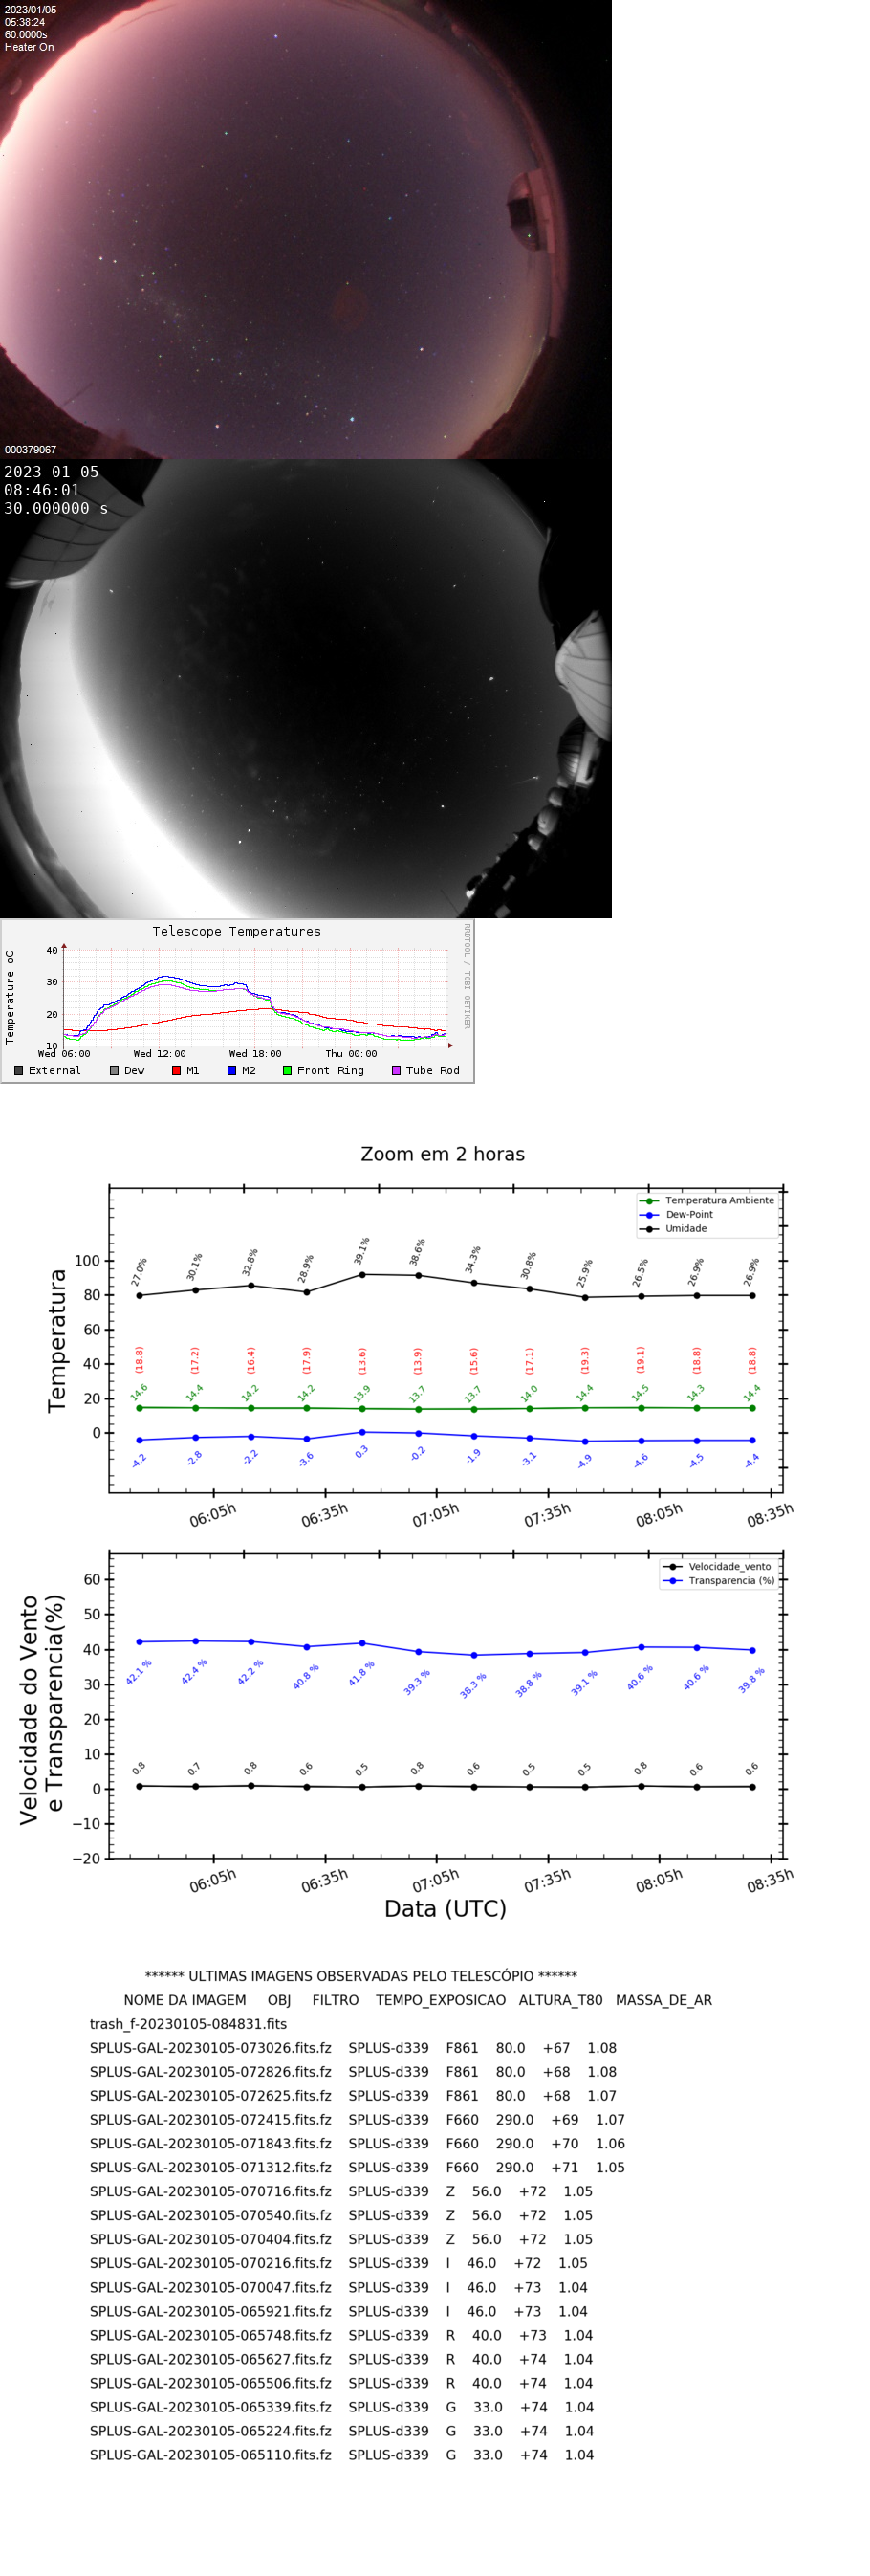 2023/01/05
05:38:24
60.0000s
Heater On
000379067
2023-01-05
08:46:01
30.000000 s
Telescope Temperatures
RRDTOOL / TOBI OETIKER
Temperature oC
40
30
20
10
Wed 06:00 Wed 12:00 Wed 18:00 Thu 00:00
External Dew M1 M2 Front Ring Tube Rod
Zoom em 2 horas
Temperatura Ambiente
Dew-Point
Umidade
Temperatura
100
80
60
40
20
0
27.0% 30.1% 32.8% 28.9% 39.1% 38.6% 34.3% 30.8% 25.9% 26.5% 26.9% 26.9%
(18.8) (17.2) (16.4) (17.9) (13.6) (13.9) (15.6) (17.1) (19.3) (19.1) (18.8) (18.8)
14.6 14.4 14.2 14.2 13.9 13.7 13.7 14.0 14.4 14.5 14.3 14.4
-4.2 -2.8 -2.2 -3.6 0.3 -0.2 -1.9 -3.1 -4.9 -4.6 -4.5 -4.4
06:05h 06:35h 07:05h 07:35h 08:05h 08:35h
Velocidade_vento
Transparencia (%)
Velocidade do Vento
e Transparencia(%)
60
50
40
30
20
10
0
−10
−20
42.1 % 42.4 % 42.2 % 40.8 % 41.8 % 39.3 % 38.3 % 38.8 % 39.1 % 40.6 % 40.6 % 39.8 %
0.8 0.7 0.8 0.6 0.5 0.8 0.6 0.5 0.5 0.8 0.6 0.6
06:05h 06:35h 07:05h 07:35h 08:05h 08:35h
Data (UTC)
****** ULTIMAS IMAGENS OBSERVADAS PELO TELESCÓPIO ******
NOME DA IMAGEM OBJ FILTRO TEMPO_EXPOSICAO ALTURA_T80 MASSA_DE_AR
trash_f-20230105-084831.fits
SPLUS-GAL-20230105-073026.fits.fz SPLUS-d339 F861 80.0 +67 1.08
SPLUS-GAL-20230105-072826.fits.fz SPLUS-d339 F861 80.0 +68 1.08
SPLUS-GAL-20230105-072625.fits.fz SPLUS-d339 F861 80.0 +68 1.07
SPLUS-GAL-20230105-072415.fits.fz SPLUS-d339 F660 290.0 +69 1.07
SPLUS-GAL-20230105-071843.fits.fz SPLUS-d339 F660 290.0 +70 1.06
SPLUS-GAL-20230105-071312.fits.fz SPLUS-d339 F660 290.0 +71 1.05
SPLUS-GAL-20230105-070716.fits.fz SPLUS-d339 Z 56.0 +72 1.05
SPLUS-GAL-20230105-070540.fits.fz SPLUS-d339 Z 56.0 +72 1.05
SPLUS-GAL-20230105-070404.fits.fz SPLUS-d339 Z 56.0 +72 1.05
SPLUS-GAL-20230105-070216.fits.fz SPLUS-d339 I 46.0 +72 1.05
SPLUS-GAL-20230105-070047.fits.fz SPLUS-d339 I 46.0 +73 1.04
SPLUS-GAL-20230105-065921.fits.fz SPLUS-d339 I 46.0 +73 1.04
SPLUS-GAL-20230105-065748.fits.fz SPLUS-d339 R 40.0 +73 1.04
SPLUS-GAL-20230105-065627.fits.fz SPLUS-d339 R 40.0 +74 1.04
SPLUS-GAL-20230105-065506.fits.fz SPLUS-d339 R 40.0 +74 1.04
SPLUS-GAL-20230105-065339.fits.fz SPLUS-d339 G 33.0 +74 1.04
SPLUS-GAL-20230105-065224.fits.fz SPLUS-d339 G 33.0 +74 1.04
SPLUS-GAL-20230105-065110.fits.fz SPLUS-d339 G 33.0 +74 1.04